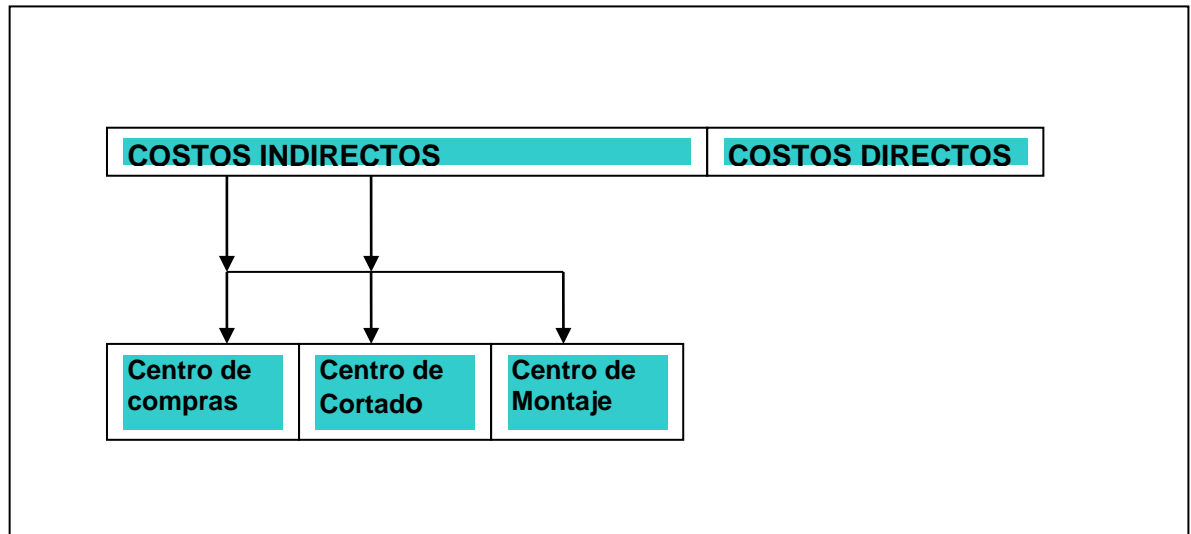 COSTOS INDIRECTOS
COSTOS DIRECTOS
Centro de
compras
Centro de
Cortado
Centro de
Montaje